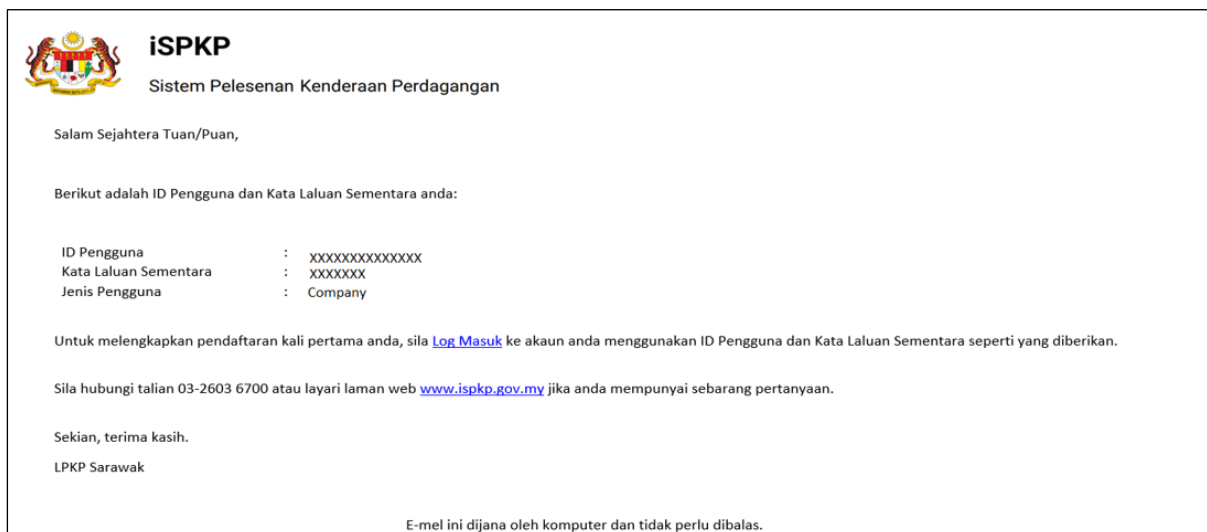 iSPKP
Sistem Pelesenan Kenderaan Perdagangan
Salam Sejahtera Tuan/Puan,
Berikut adalah ID Pengguna dan Kata Laluan Sementara anda:
ID Pengguna : XXXXXXXXXXXXXX
Kata Laluan Sementara : XXXXXXX
Jenis Pengguna : Company
Untuk melengkapkan pendaftaran kali pertama anda, sila Log Masuk ke akaun anda menggunakan ID Pengguna dan Kata Laluan Sementara seperti yang diberikan.
Sila hubungi talian 03-2603 6700 atau layari laman web www.ispkp.gov.my jika anda mempunyai sebarang pertanyaan.
Sekian, terima kasih.
LPKP Sarawak
E-mel ini dijana oleh komputer dan tidak perlu dibalas.